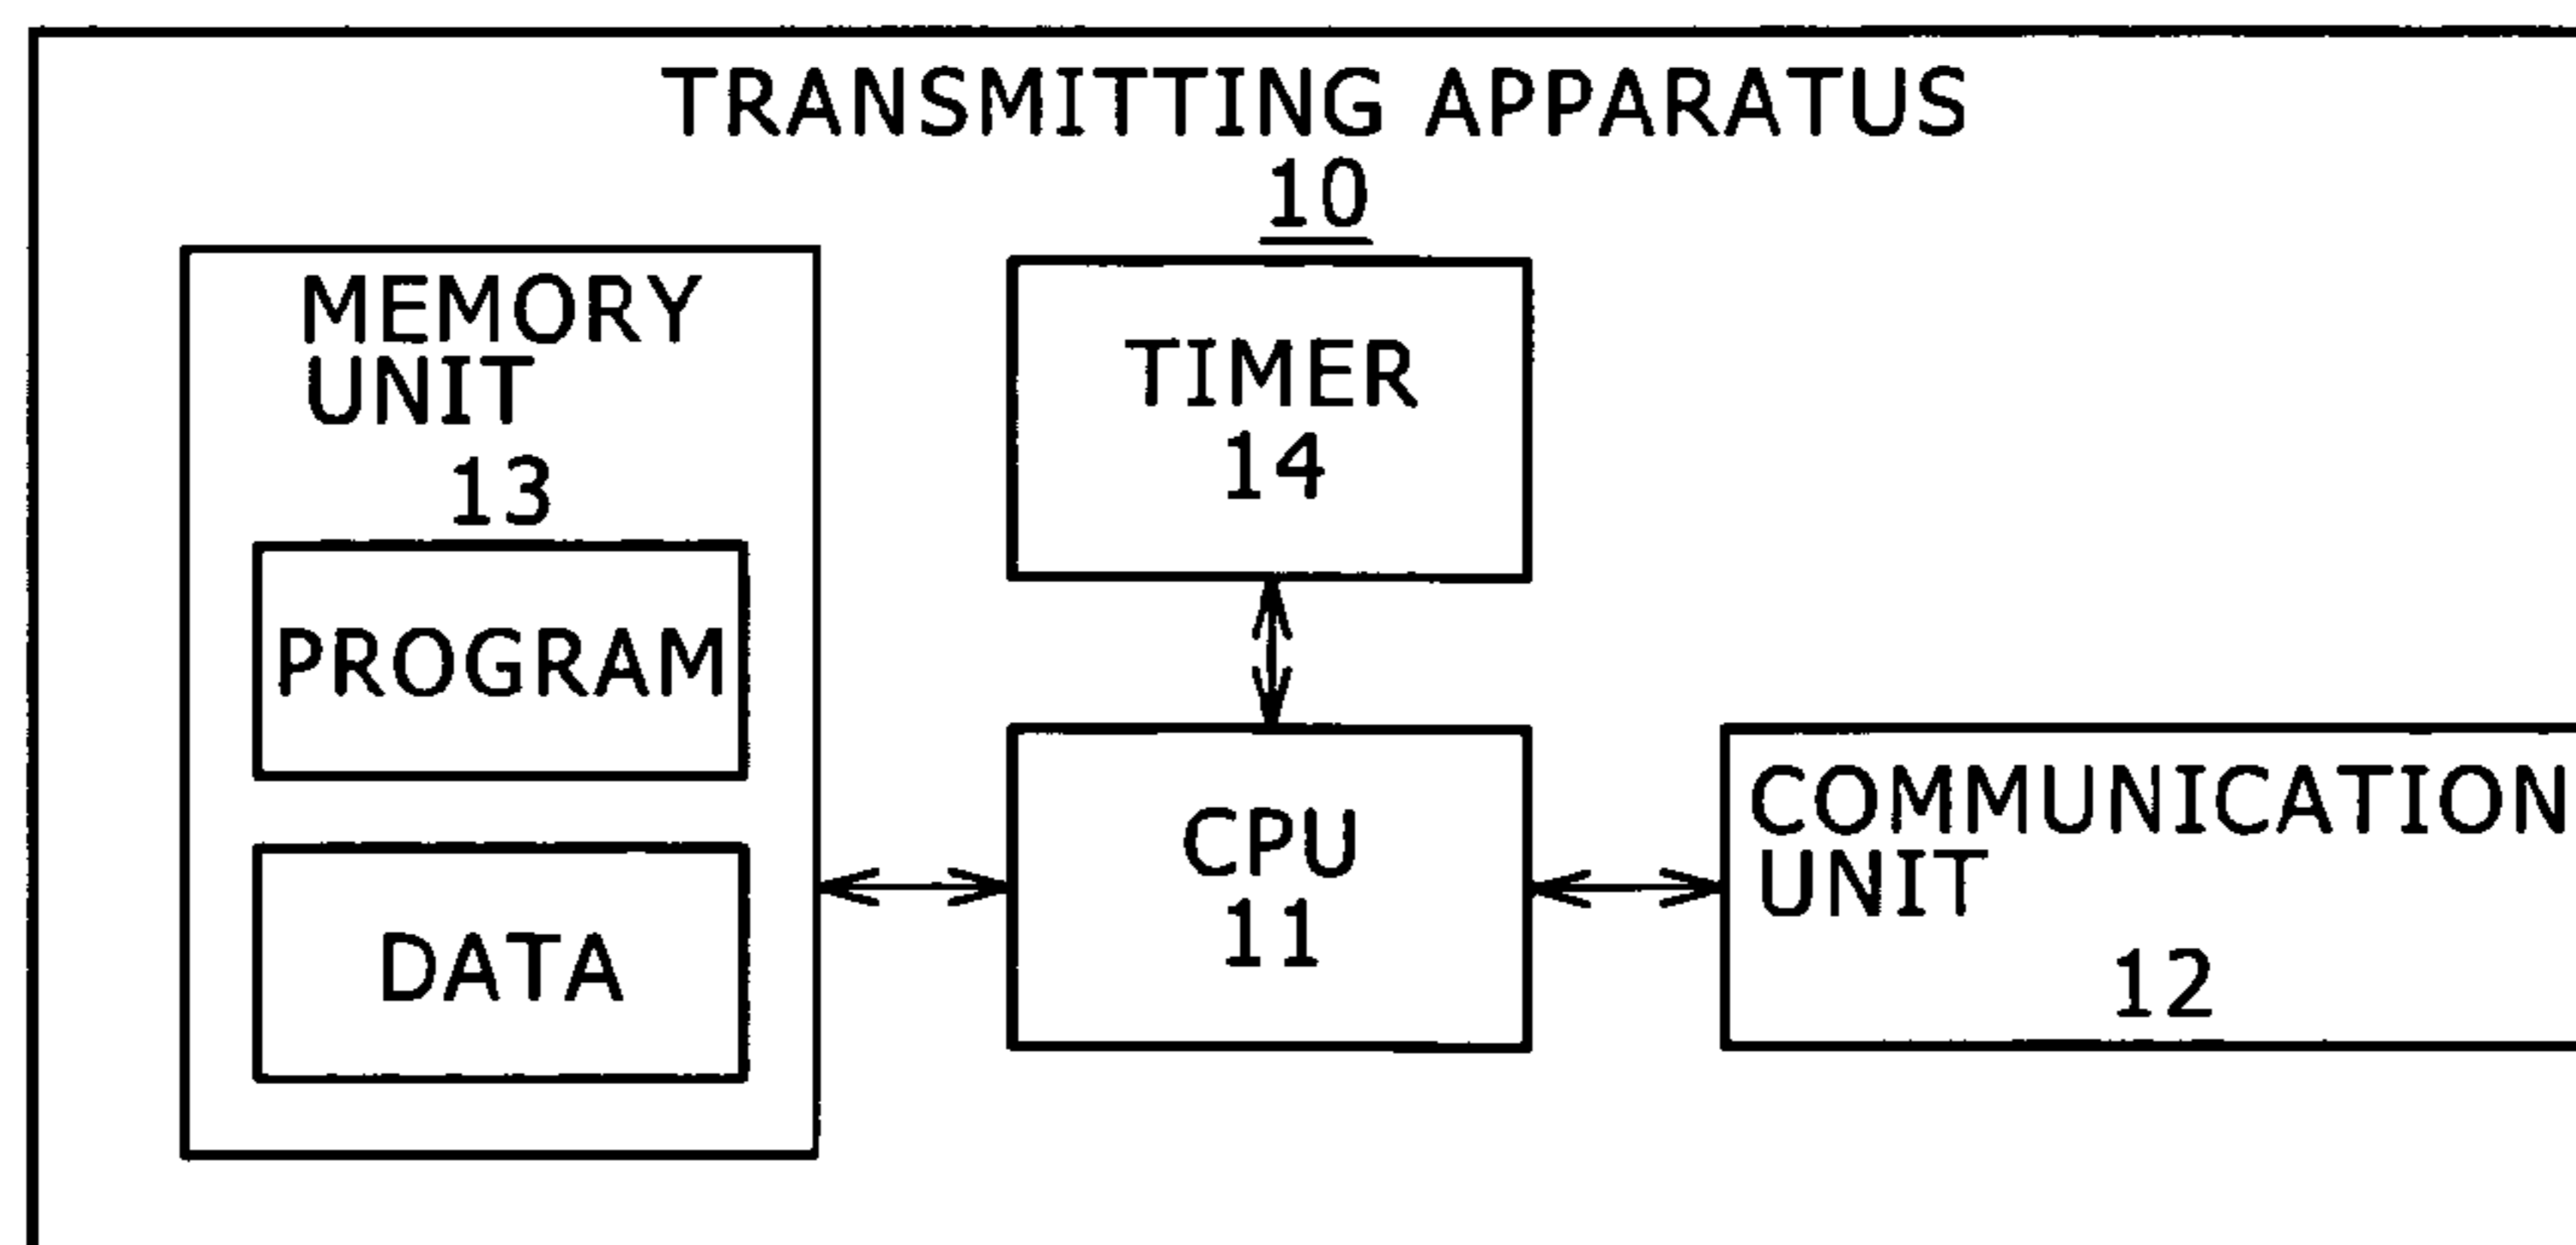 TRANSMITTING APPARATUS
10
MEMORY
UNIT
13
PROGRAM
DATA
TIMER
14
CPU
11
COMMUNICATION
UNIT
12